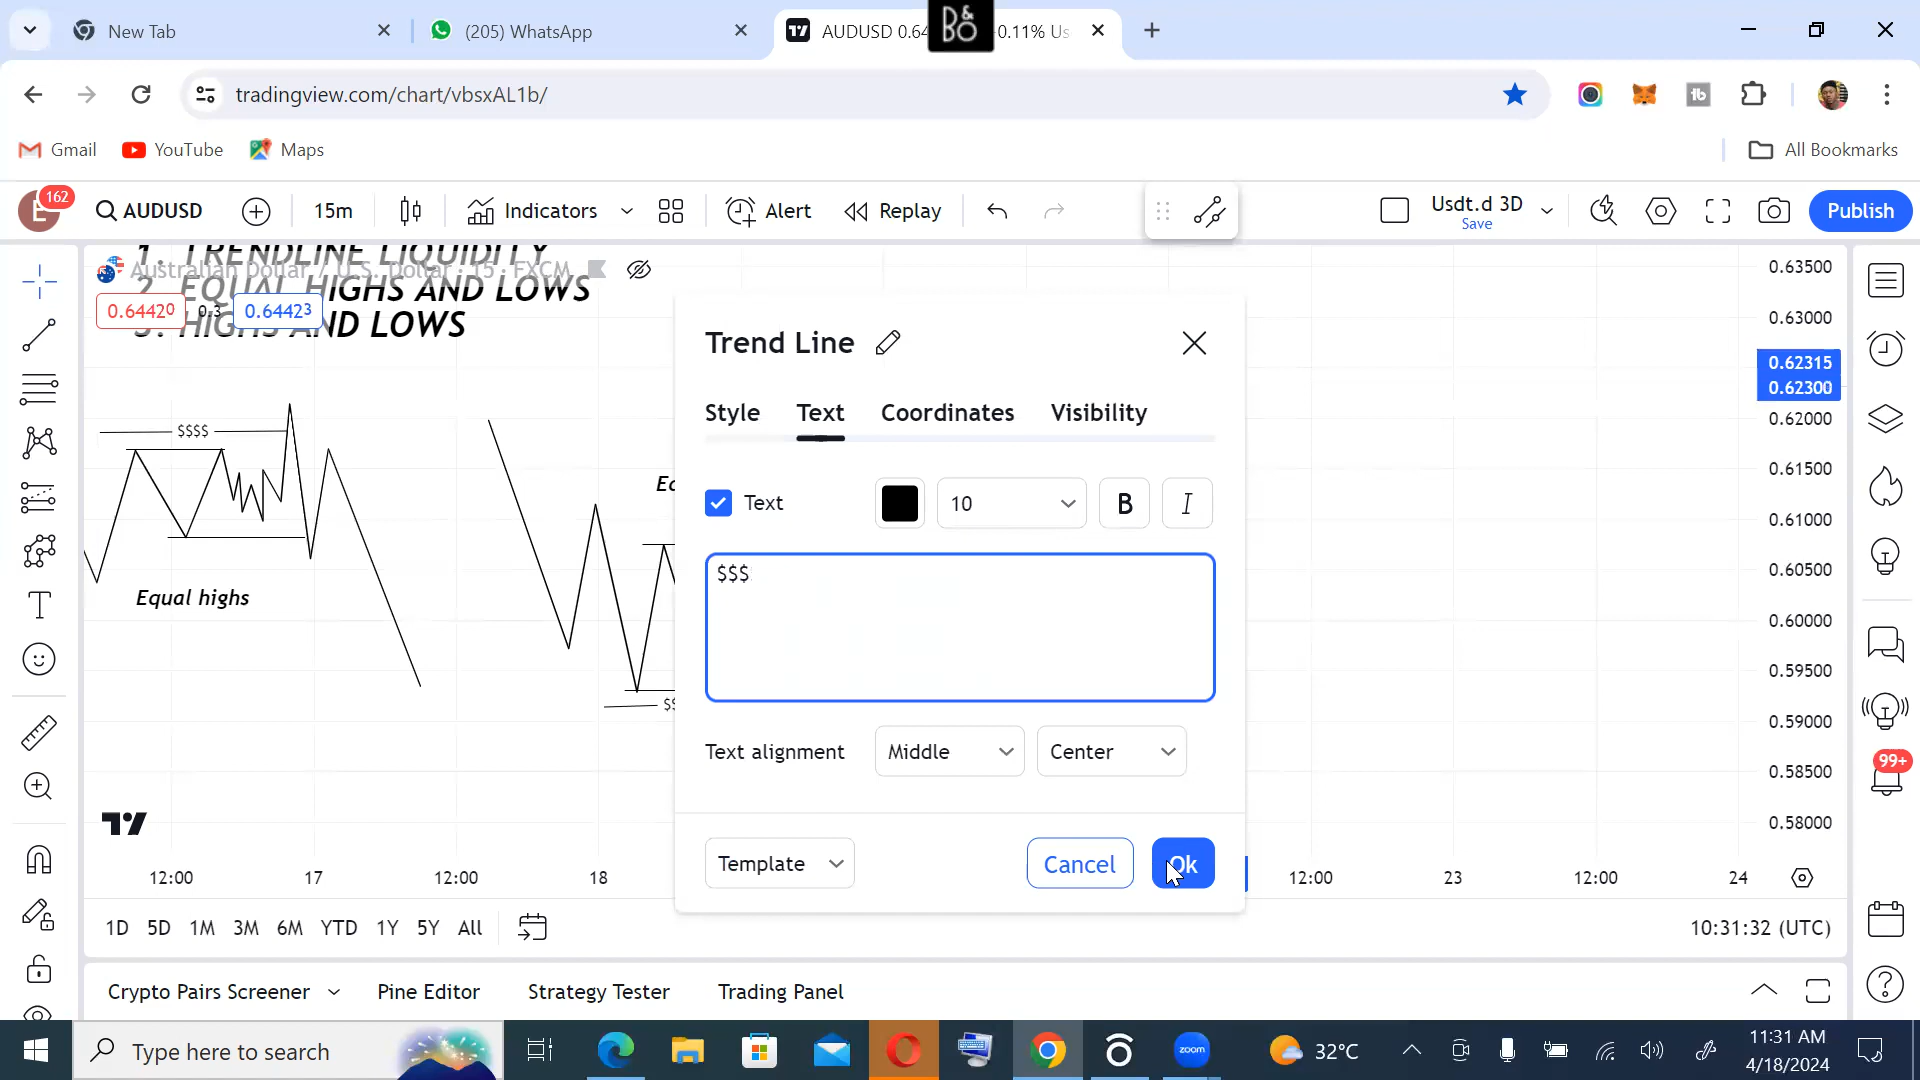 New Tab
(205) WhatsApp
AUDUSD 0.64
B&O
-0.11% Us
tradingview.com/chart/vbsxAL1b/
Gmail
YouTube
Maps
All Bookmarks
E
162
AUDUSD
15m
Indicators
Alert
Replay
Usdt.d 3D
Save
Publish
1. TRENDLINE LIQUIDITY
Australian Dollar / U.S. Dollar · 15 · FXCM
2. EQUAL HIGHS AND LOWS
0.64420
0.3
0.64423
3. HIGHS AND LOWS
$$$$
Equal highs
Trend Line
Style
Text
Coordinates
Visibility
Text
10
B
I
$$$
Text alignment
Middle
Center
Template
Cancel
Ok
0.63500
0.63000
0.62315
0.62300
0.62000
0.61500
0.61000
0.60500
0.60000
0.59500
0.59000
0.58500
0.58000
99+
12:00
17
12:00
18
12:00
23
12:00
24
1D
5D
1M
3M
6M
YTD
1Y
5Y
All
10:31:32 (UTC)
Crypto Pairs Screener
Pine Editor
Strategy Tester
Trading Panel
Type here to search
zoom
32°C
11:31 AM
4/18/2024